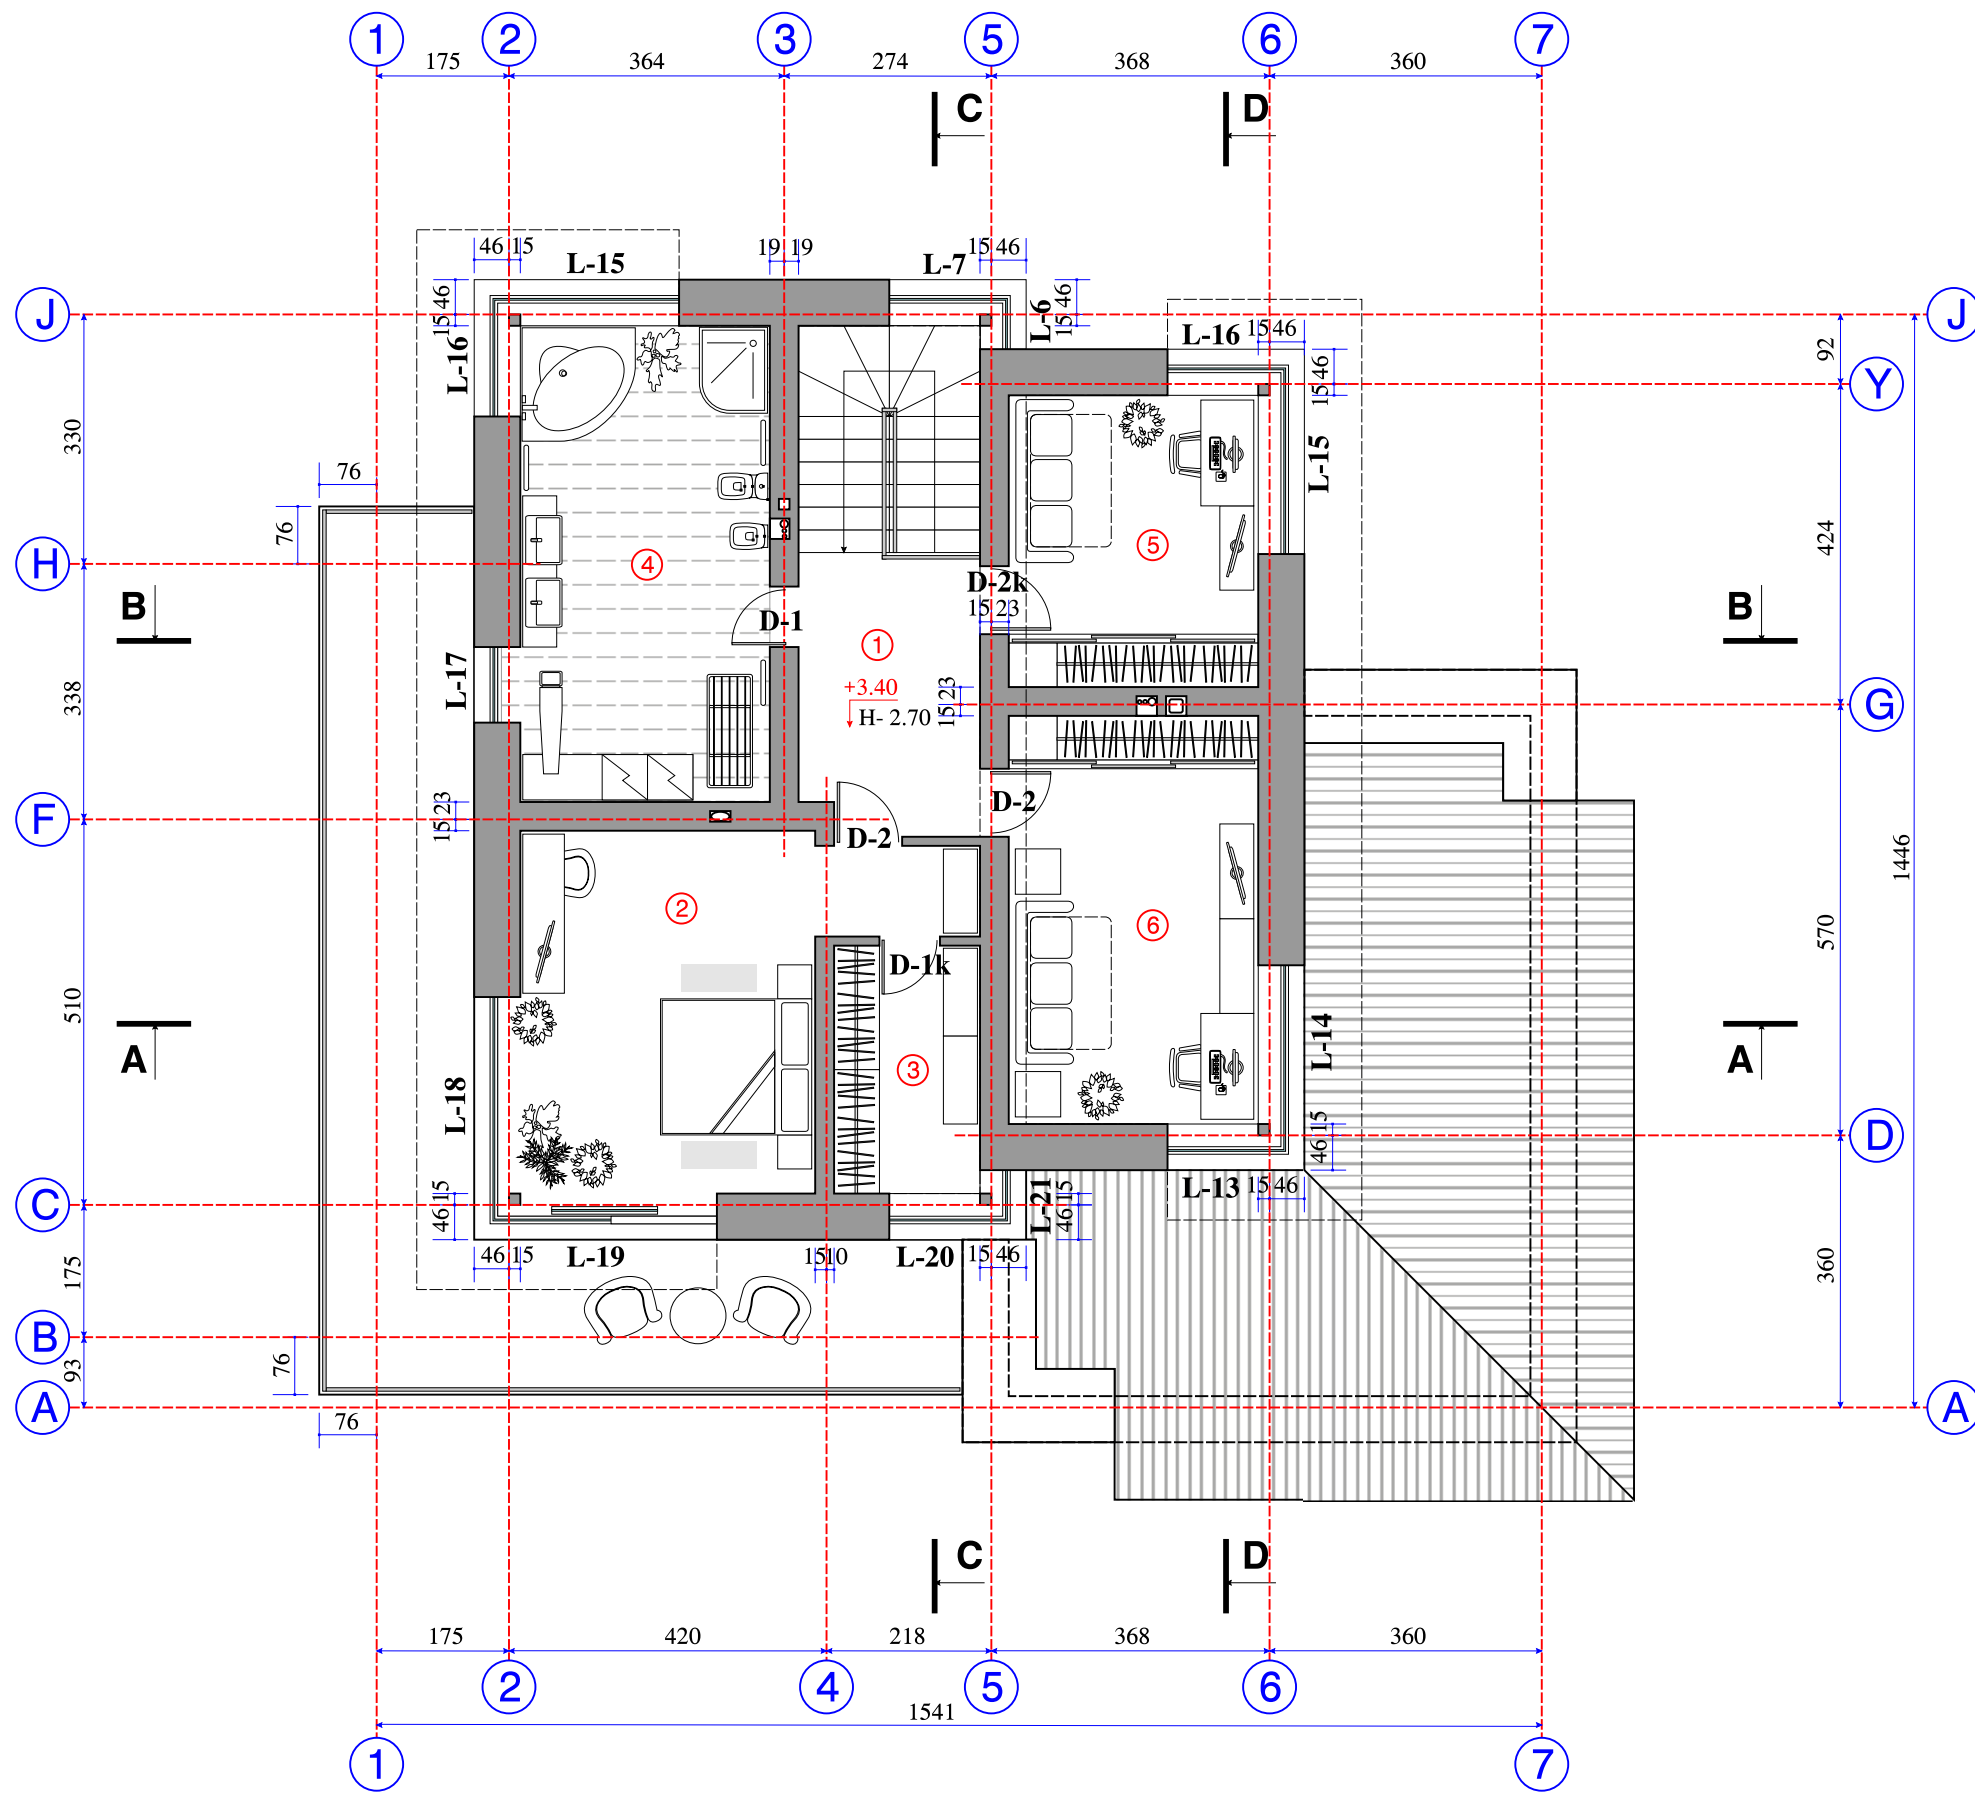 1 2 3 5 6 7
175 364 274 368 360
C D
46 15 L-15 19 19 L-7 15 46
J 46 15 L-6 46 15 L-16 15 46 J
92
L-16 46 15 Y
330 76 L-15
76 424
H 4 5
D-2k
B D-1 15 23 B
1
338 L-17 +3.40 15 23
H- 2.70 G
F 15 23 D-2 D-2
1446
2 6 570
D-1k
510
A L-14 A
3
L-18 15 46 D
C 46 15 L-21 15 46 L-13 15 46
46 15 L-19 15 10 L-20 15 46
175 360
B
93 76
A A
76
C D
175 420 218 368 360
2 4 5 6
1541
1 7